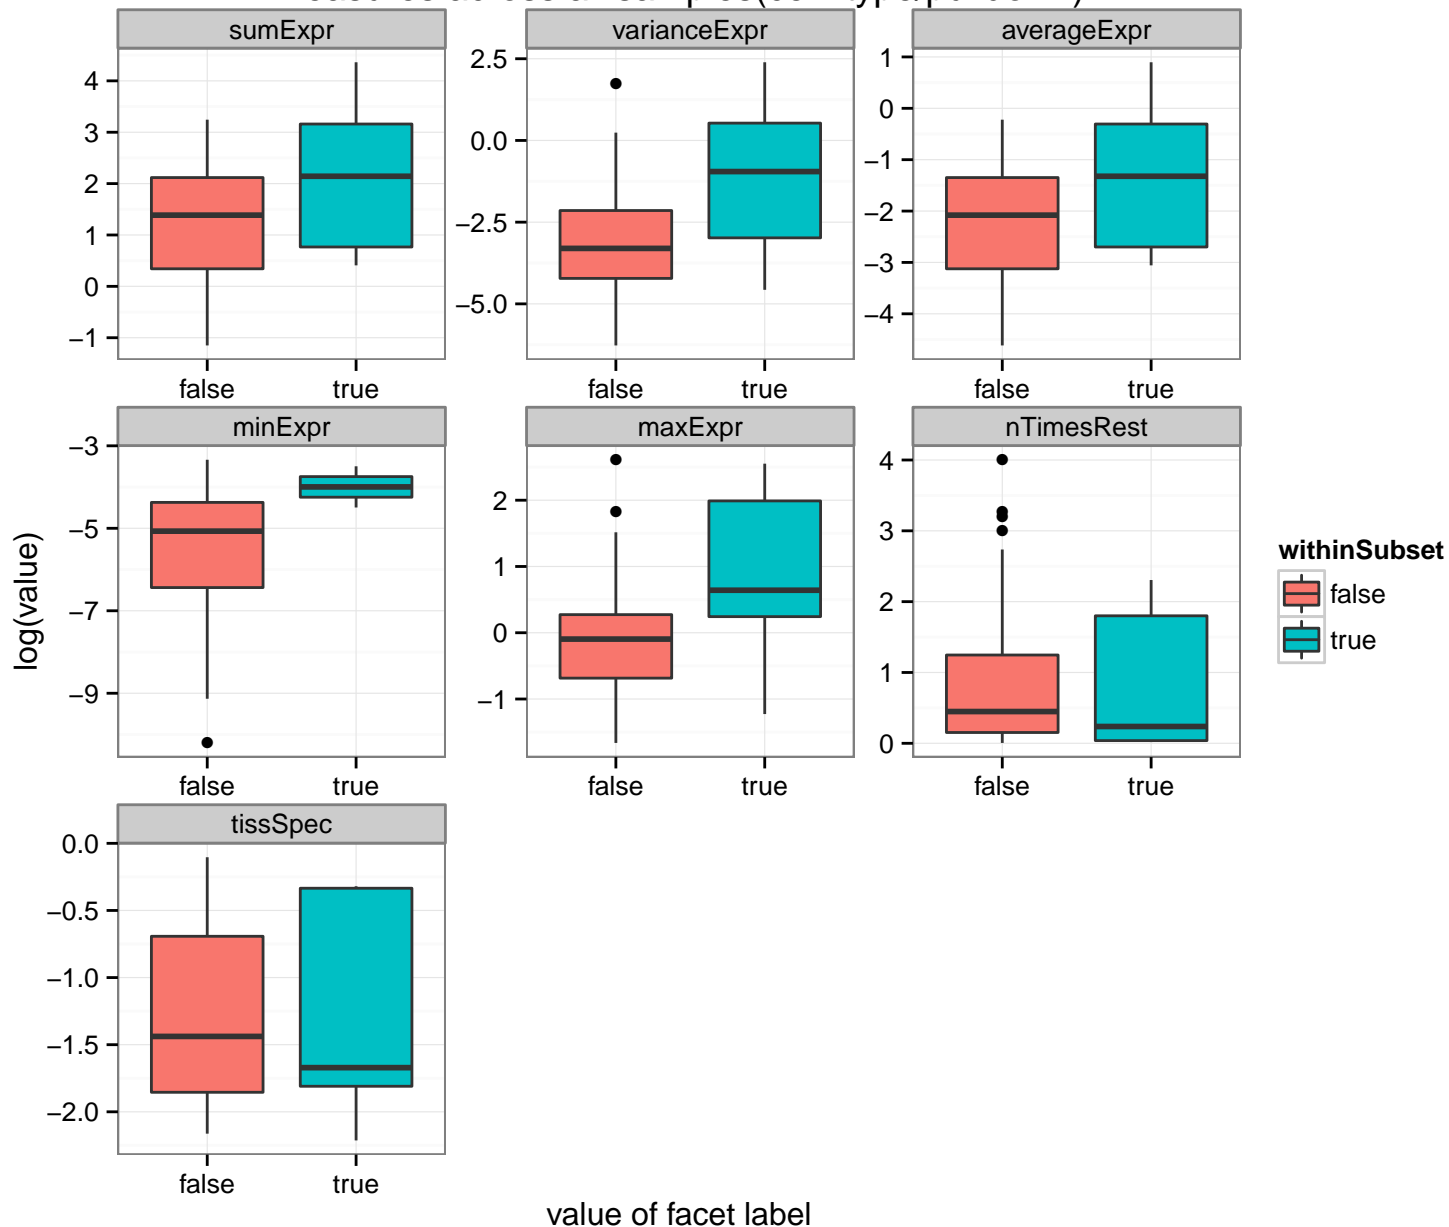 across all samples
sumExpr varianceExpr averageExpr
4
3
2
1
0
−1
2.5
0.0
−2.5
−5.0
1
0
−1
−2
−3
−4
false true false true false true
minExpr maxExpr nTimesRest
−3
−5
−7
−9
2
1
0
−1
4
3
2
1
0
false true false true false true
tissSpec
0.0
−0.5
−1.0
−1.5
−2.0
false true
log(value)
value of facet label
withinSubset
false
true